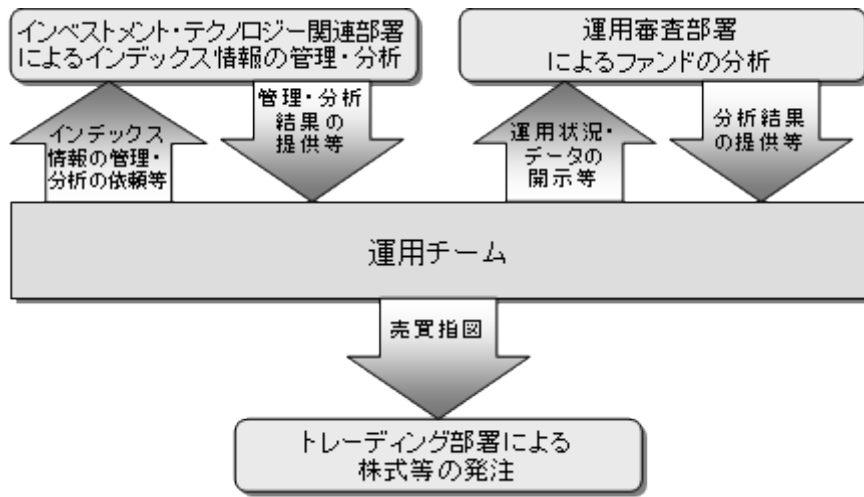 インベストメント・テクノロジー関連部署
によるインデックス情報の管理・分析
運用審査部署
によるファンドの分析
インデックス
情報の管理・
分析の依頼等
管理・分析
結果の
提供等
運用状況・
データの
開示等
分析結果
の提供等
運用チーム
売買指図
トレーディング部署による
株式等の発注